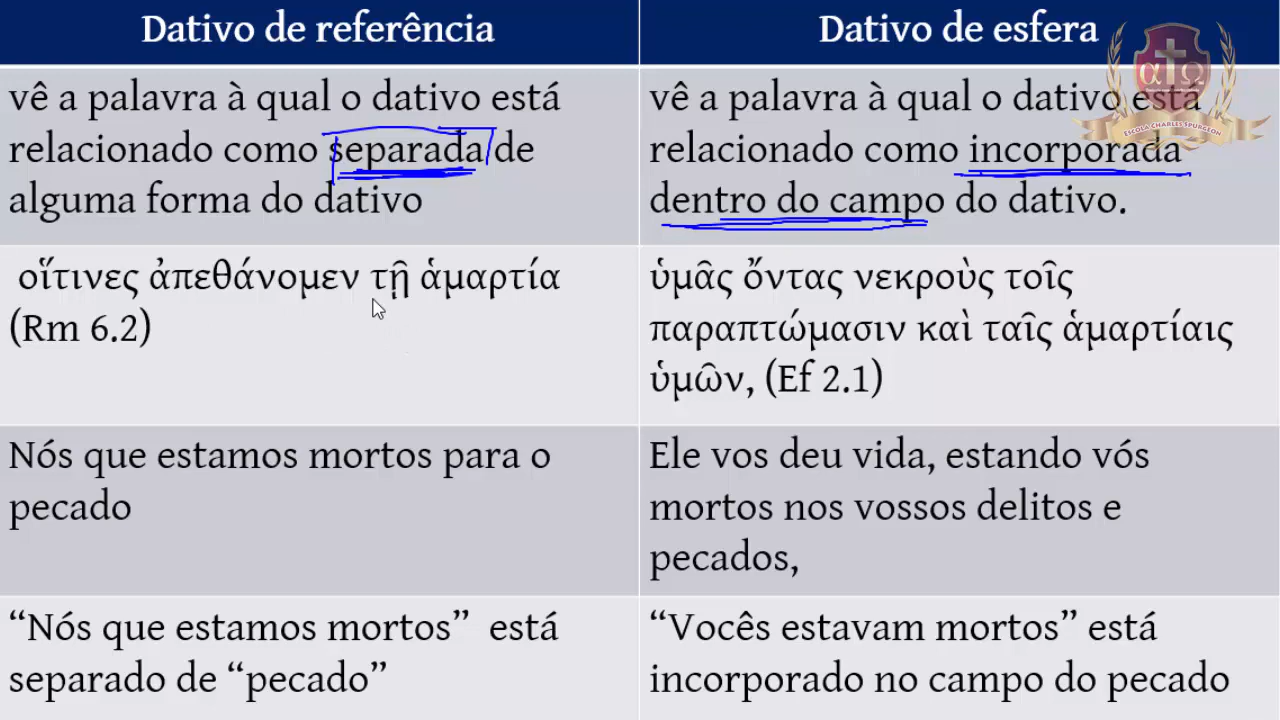 Dativo de referência
Dativo de esfera
vê a palavra à qual o dativo está
relacionado como separada de
alguma forma do dativo
vê a palavra à qual o dativo está
relacionado como incorporada
dentro do campo do dativo.
οἵτινες ἀπεθάνομεν τῇ ἁμαρτία
(Rm 6.2)
ὑμᾶς ὄντας νεκροὺς τοῖς
παραπτώμασιν καὶ ταῖς ἁμαρτίαις
ὑμῶν, (Ef 2.1)
Nós que estamos mortos para o
pecado
Ele vos deu vida, estando vós
mortos nos vossos delitos e
pecados,
“Nós que estamos mortos” está
separado de “pecado”
“Vocês estavam mortos” está
incorporado no campo do pecado
α Ω
ESCOLA CHARLES SPURGEON